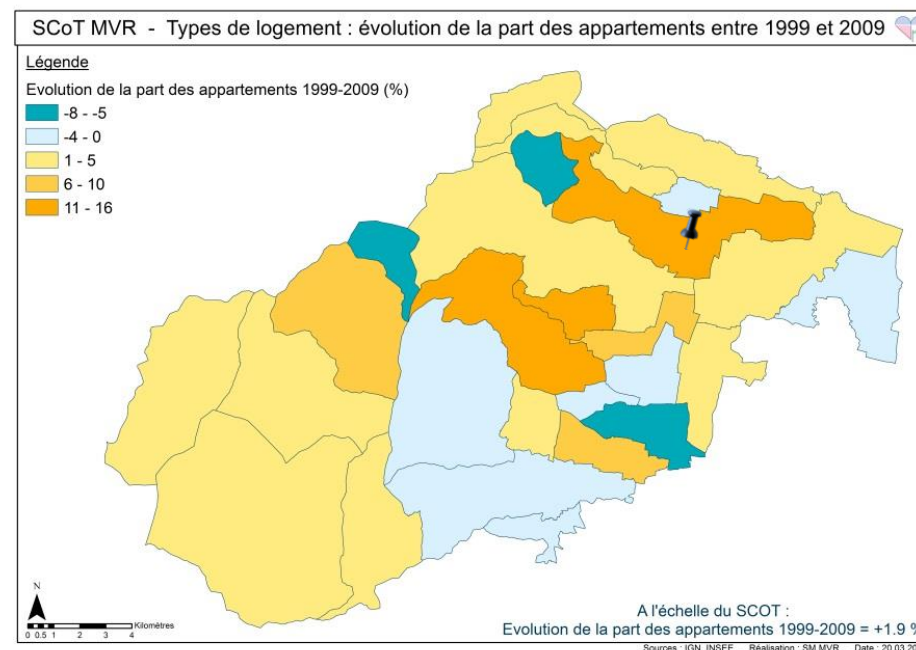 SCoT MVR - Types de logement : évolution de la part des appartements entre 1999 et 2009
Légende
Evolution de la part des appartements 1999-2009 (%)
-8 - -5
-4 - 0
1 - 5
6 - 10
11 - 16
N
0 0.5 1 2 3 4 Kilomètres
A l'échelle du SCOT :
Evolution de la part des appartements 1999-2009 = +1.9 %
Sources : IGN, INSEE Réalisation : SM MVR Date : 20.03.20